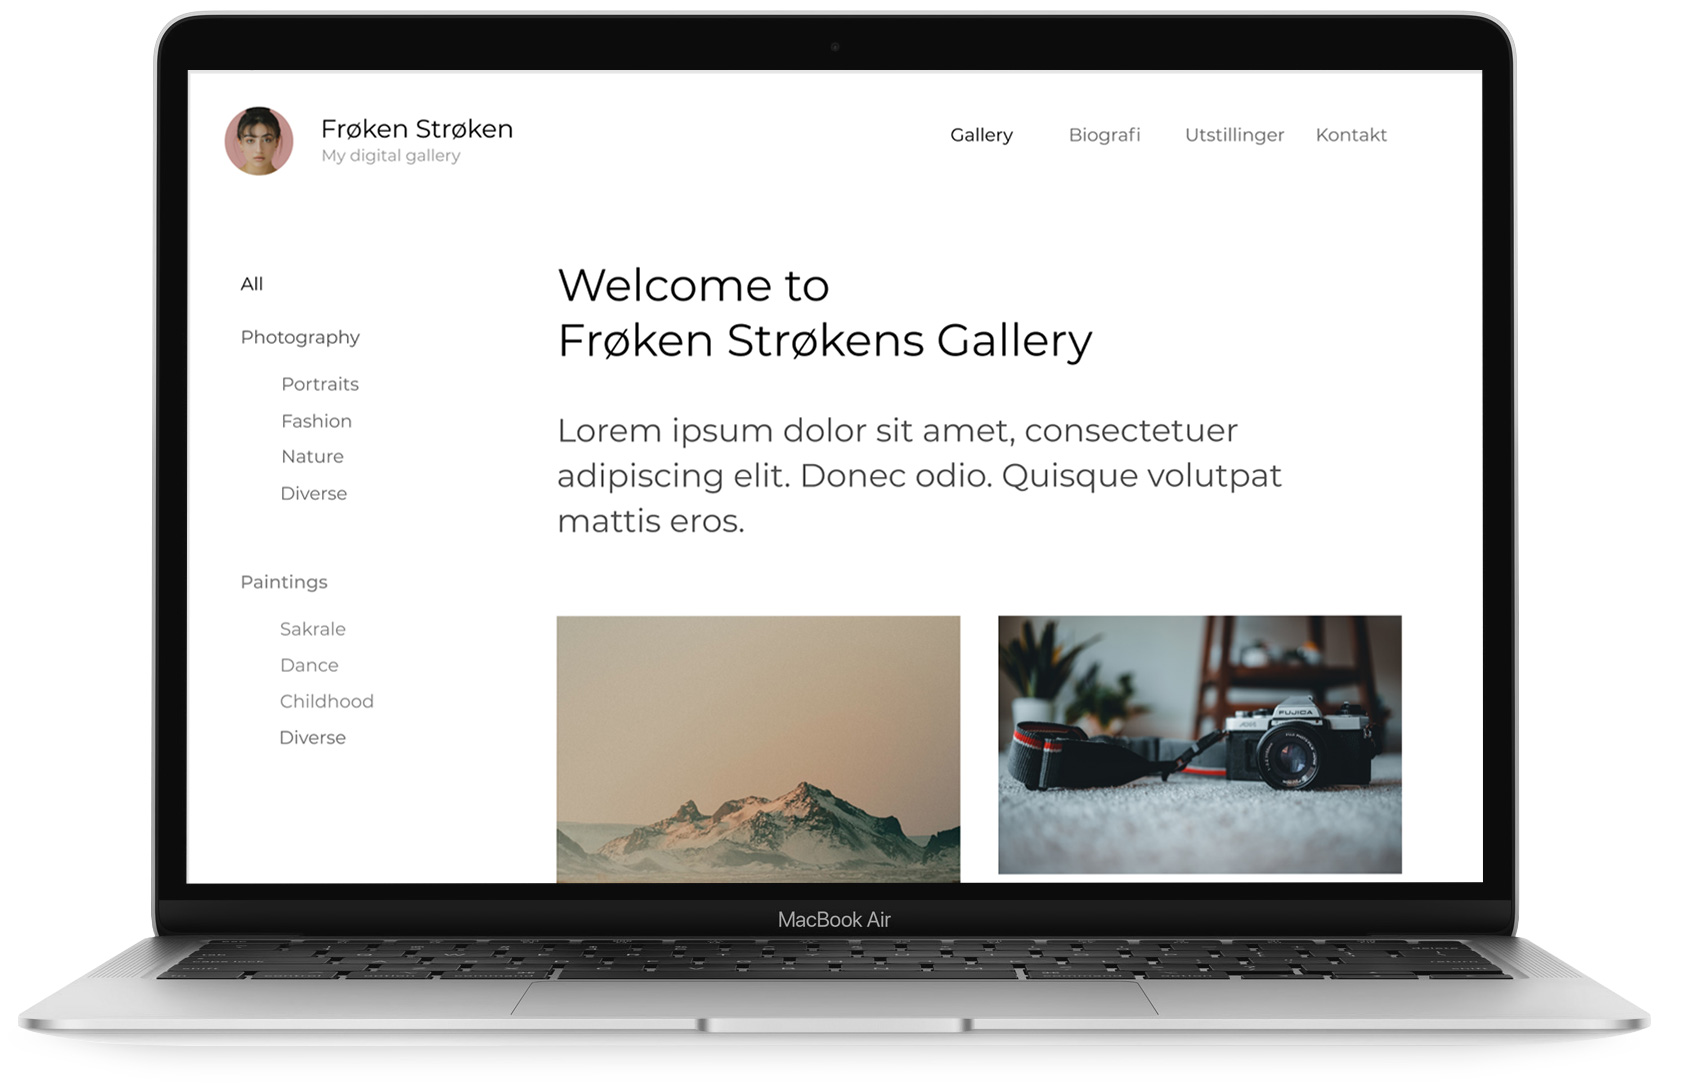 Frøken Strøken
My digital gallery
Gallery Biografi Utstillinger Kontakt
All
Photography
Portraits
Fashion
Nature
Diverse
Paintings
Sakrale
Dance
Childhood
Diverse
Welcome to
Frøken Strøkens Gallery
Lorem ipsum dolor sit amet, consectetuer
adipiscing elit. Donec odio. Quisque volutpat
mattis eros.
FUJICA
MacBook Air